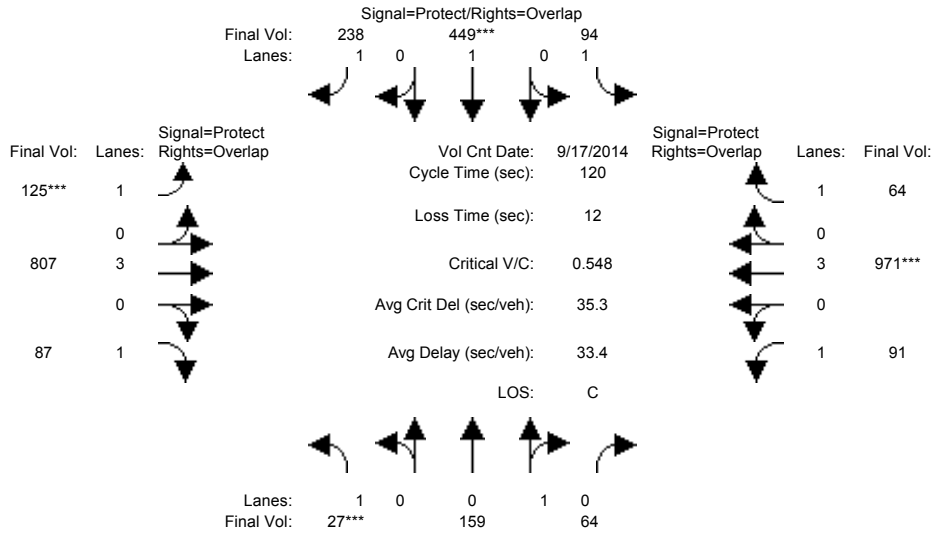 Signal=Protect/Rights=Overlap
Final Vol: 238 449*** 94
Lanes: 1 0 1 0 1
Signal=Protect Signal=Protect
Final Vol: Lanes: Rights=Overlap Vol Cnt Date: 9/17/2014 Rights=Overlap Lanes: Final Vol:
Cycle Time (sec): 120
125*** 1 1 64
Loss Time (sec): 12
0 0
807 3 Critical V/C: 0.548 3 971***
0 Avg Crit Del (sec/veh): 35.3 0
87 1 Avg Delay (sec/veh): 33.4 1 91
LOS: C
Lanes: 1 0 0 1 0
Final Vol: 27*** 159 64